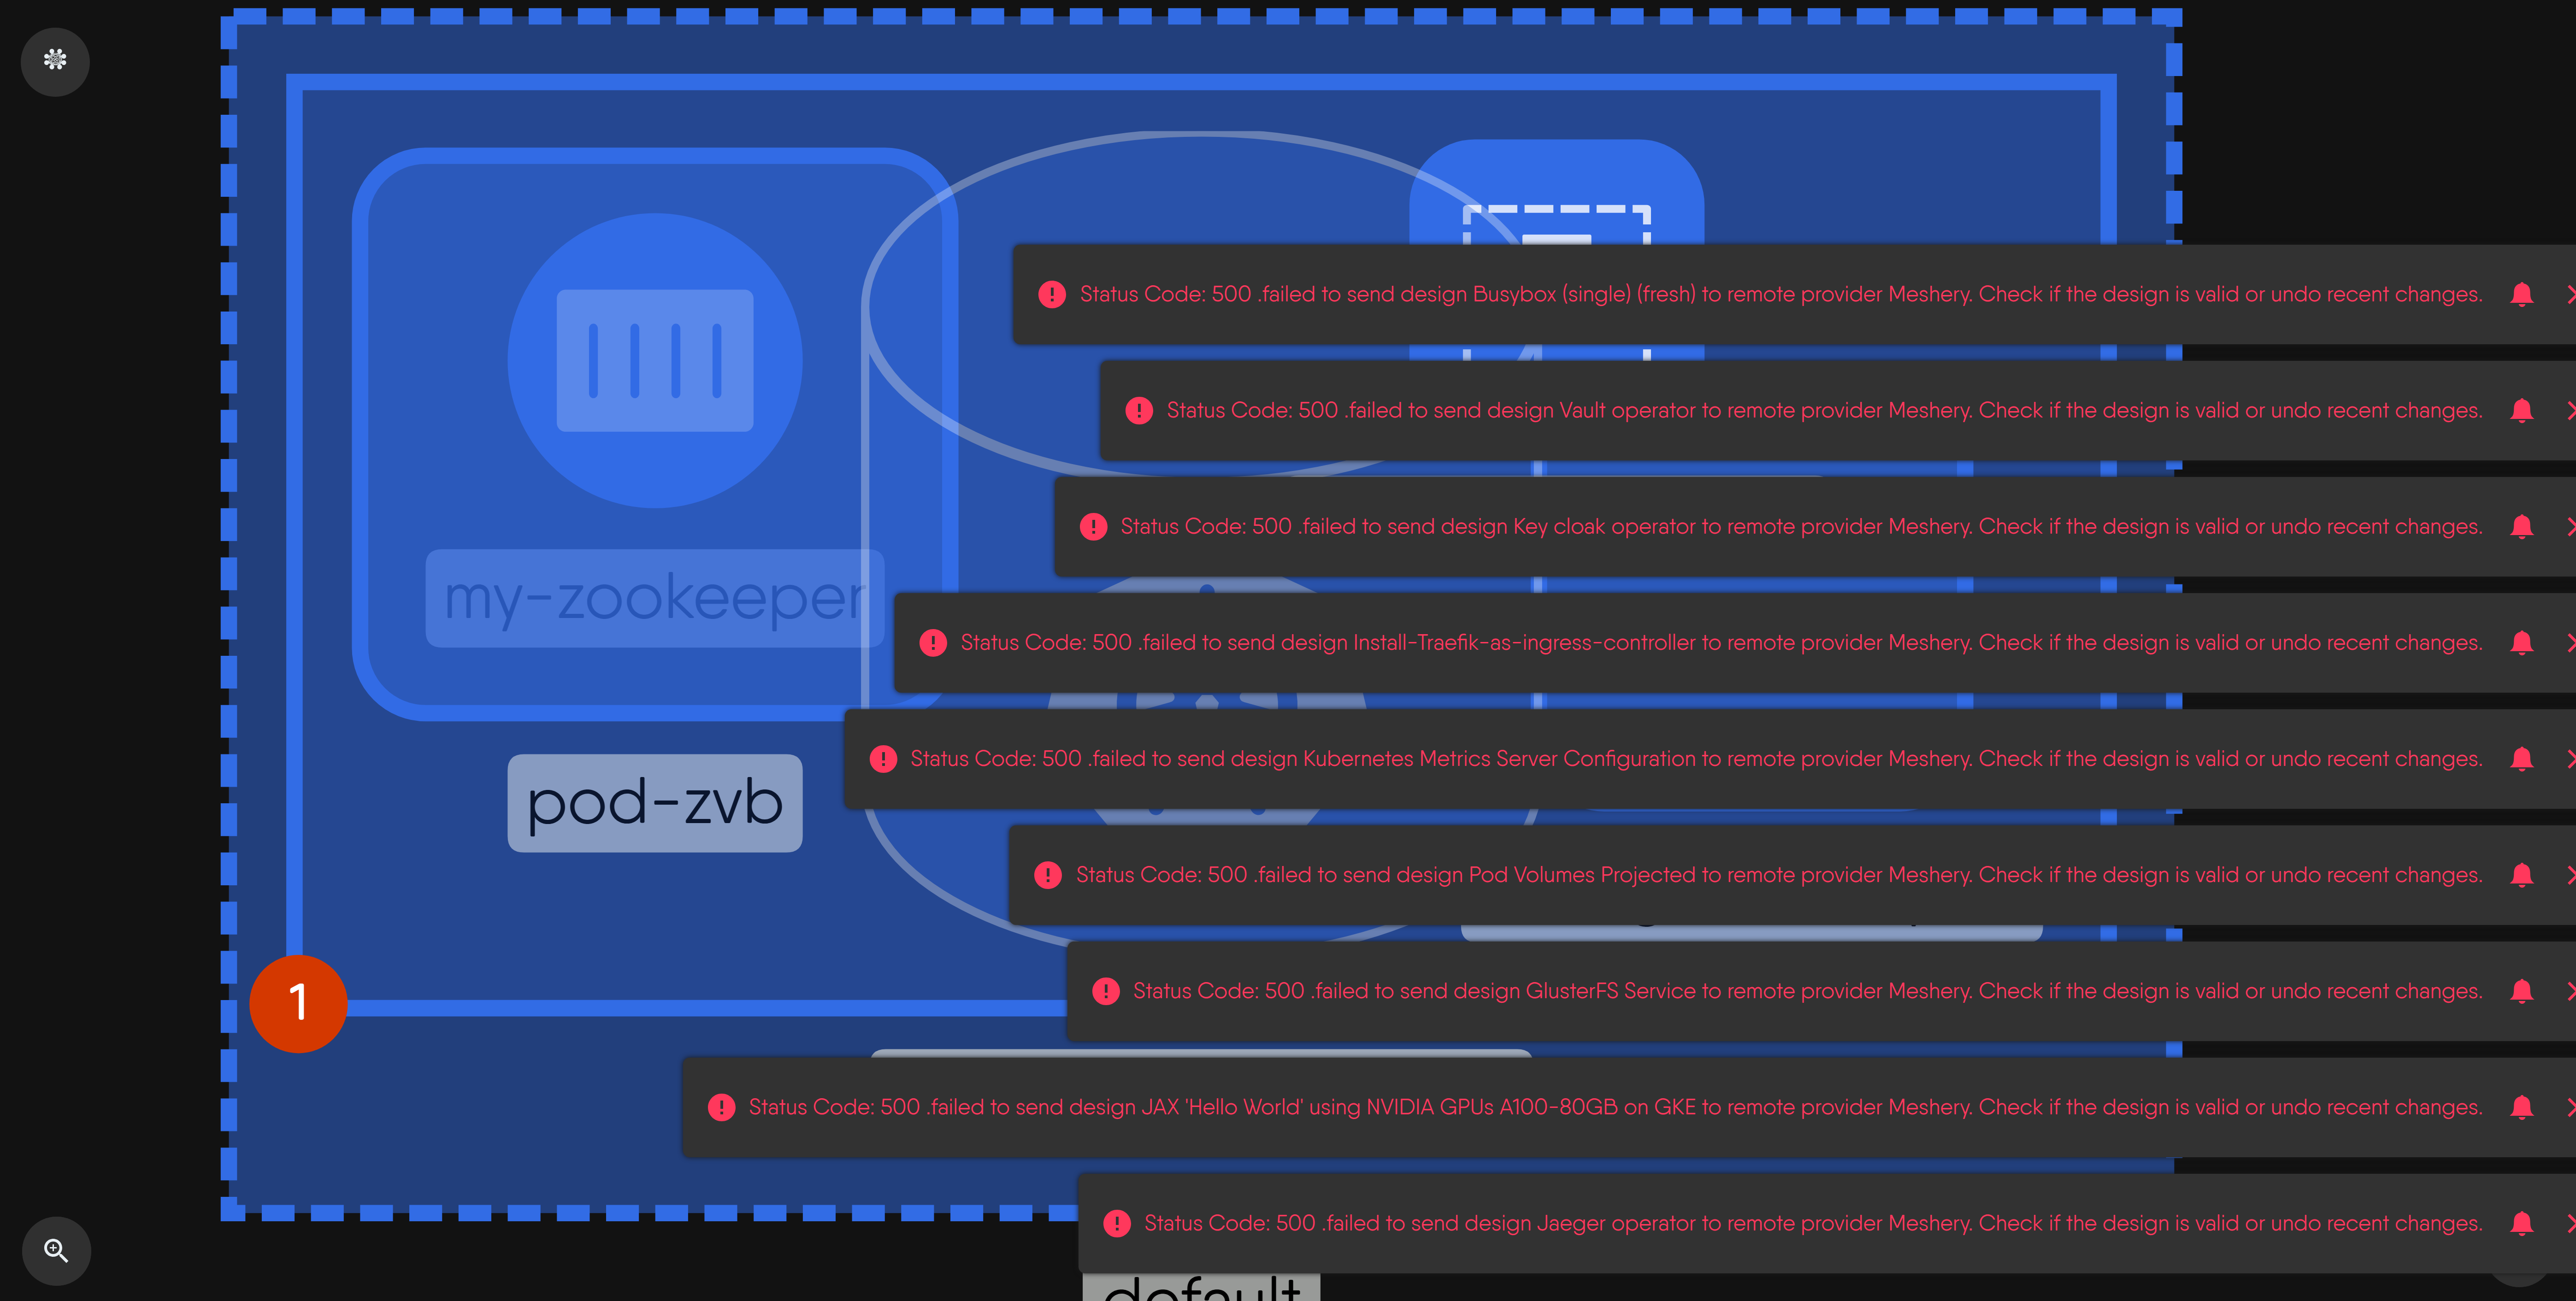 Status Code: 500 .failed to send design Busybox (single) (fresh) to remote provider Meshery. Check if the design is valid or undo recent changes.
Status Code: 500 .failed to send design Vault operator to remote provider Meshery. Check if the design is valid or undo recent changes.
Status Code: 500 .failed to send design Key cloak operator to remote provider Meshery. Check if the design is valid or undo recent changes.
my-zookeeper
Status Code: 500 .failed to send design Install-Traefik-as-ingress-controller to remote provider Meshery. Check if the design is valid or undo recent changes.
Status Code: 500 .failed to send design Kubernetes Metrics Server Configuration to remote provider Meshery. Check if the design is valid or undo recent changes.
pod-zvb
Status Code: 500 .failed to send design Pod Volumes Projected to remote provider Meshery. Check if the design is valid or undo recent changes.
Status Code: 500 .failed to send design GlusterFS Service to remote provider Meshery. Check if the design is valid or undo recent changes.
1
Status Code: 500 .failed to send design JAX 'Hello World' using NVIDIA GPUs A100-80GB on GKE to remote provider Meshery. Check if the design is valid or undo recent changes.
Status Code: 500 .failed to send design Jaeger operator to remote provider Meshery. Check if the design is valid or undo recent changes.
default